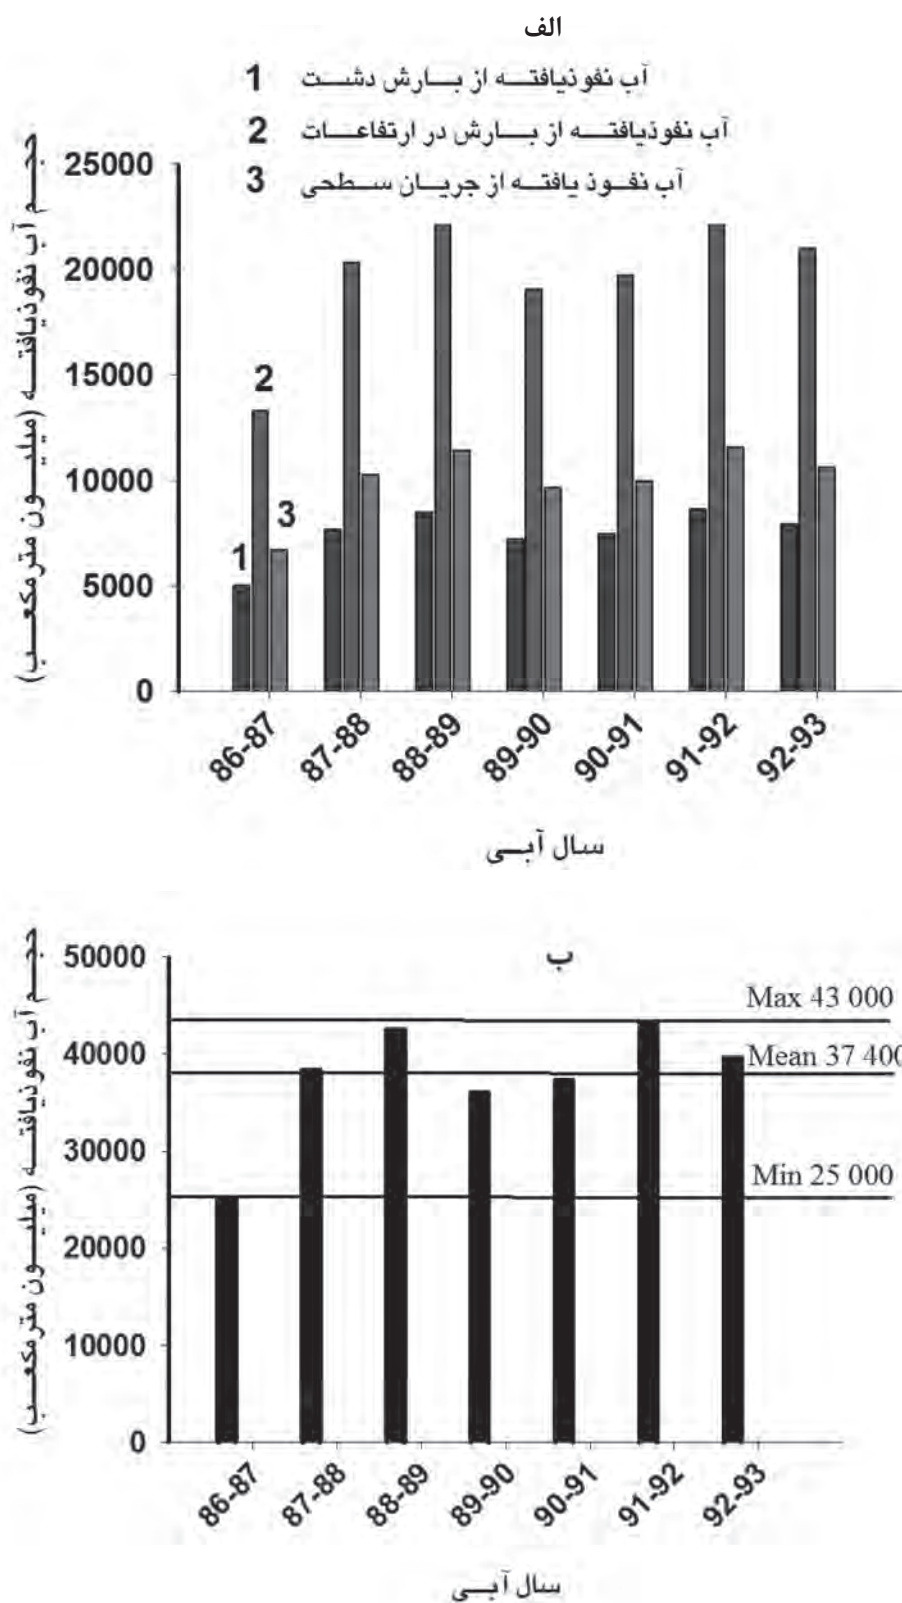 الف
1 آب نفوذیافته از بارش دشت
2 آب نفوذیافته از بارش در ارتفاعات
3 آب نفوذ یافته از جریان سطحی
حجم آب نفوذیافته (میلیون مترمکعب)
25000
20000
15000
10000
5000
0
1
2
3
86-87
87-88
88-89
89-90
90-91
91-92
92-93
سال آبی
ب
حجم آب نفوذیافته (میلیون مترمکعب)
50000
40000
30000
20000
10000
0
Max 43 000
Mean 37 400
Min 25 000
86-87
87-88
88-89
89-90
90-91
91-92
92-93
سال آبی